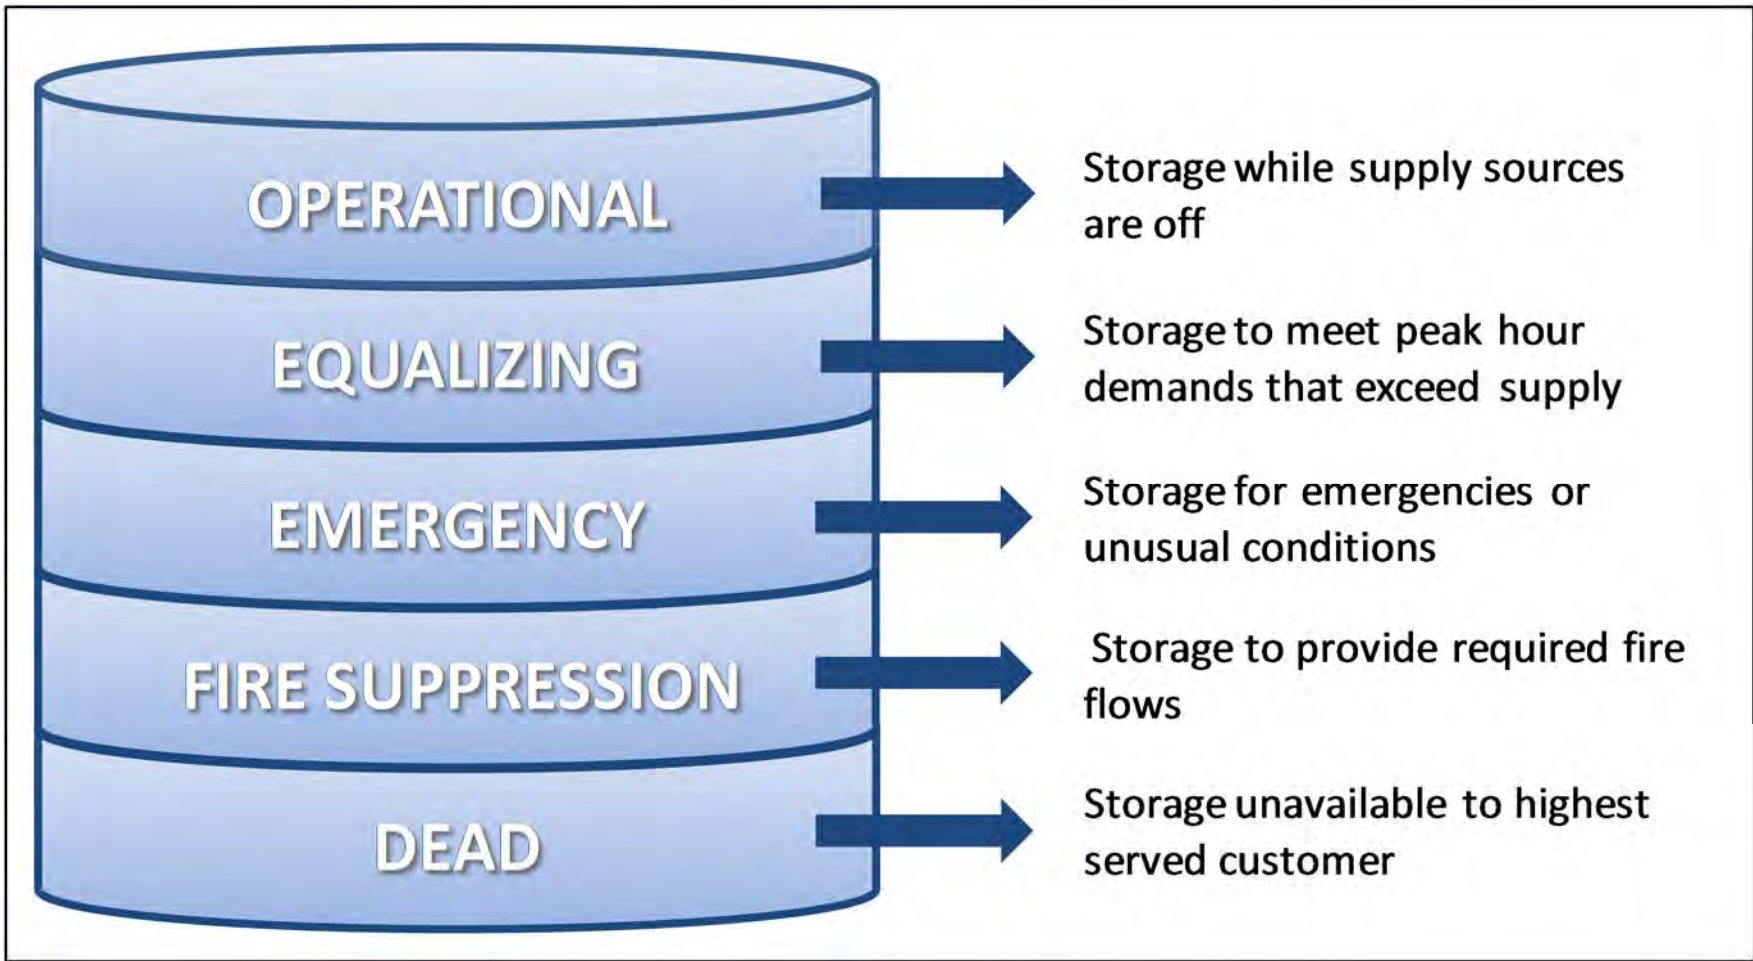 OPERATIONAL
Storage while supply sources
are off
EQUALIZING
Storage to meet peak hour
demands that exceed supply
EMERGENCY
Storage for emergencies or
unusual conditions
FIRE SUPPRESSION
Storage to provide required fire
flows
DEAD
Storage unavailable to highest
served customer